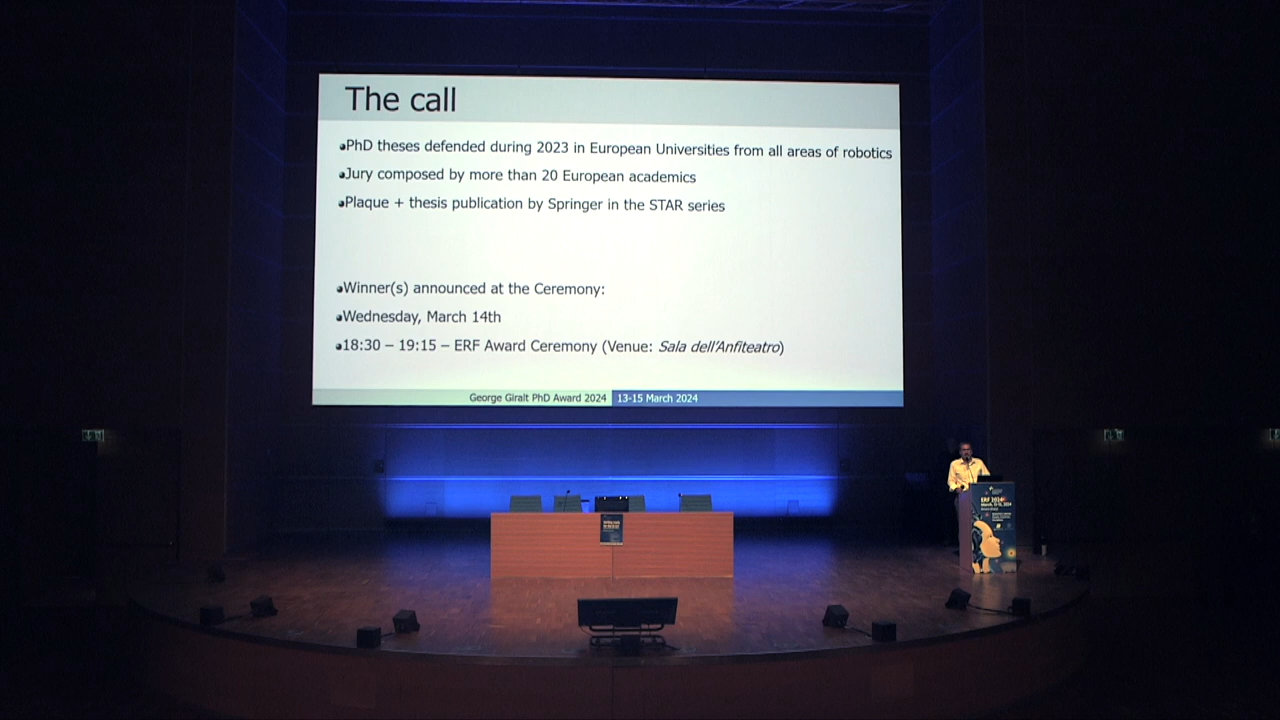 The call
PhD theses defended during 2023 in European Universities from all areas of robotics
Jury composed by more than 20 European academics
Plaque + thesis publication by Springer in the STAR series
Winner(s) announced at the Ceremony:
Wednesday, March 14th
18:30 – 19:15 – ERF Award Ceremony (Venue: Sala dell'Anfiteatro)
George Giralt PhD Award 2024
13-15 March 2024
ERF 2024